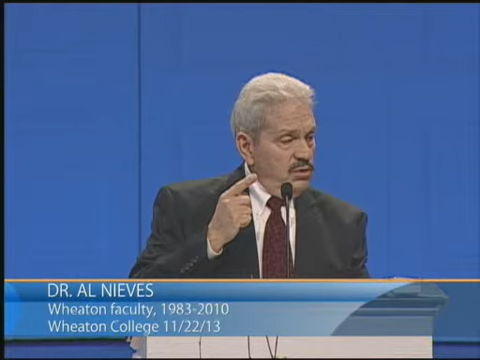 DR. AL NIEVES
Wheaton faculty, 1983-2010
Wheaton College 11/22/13